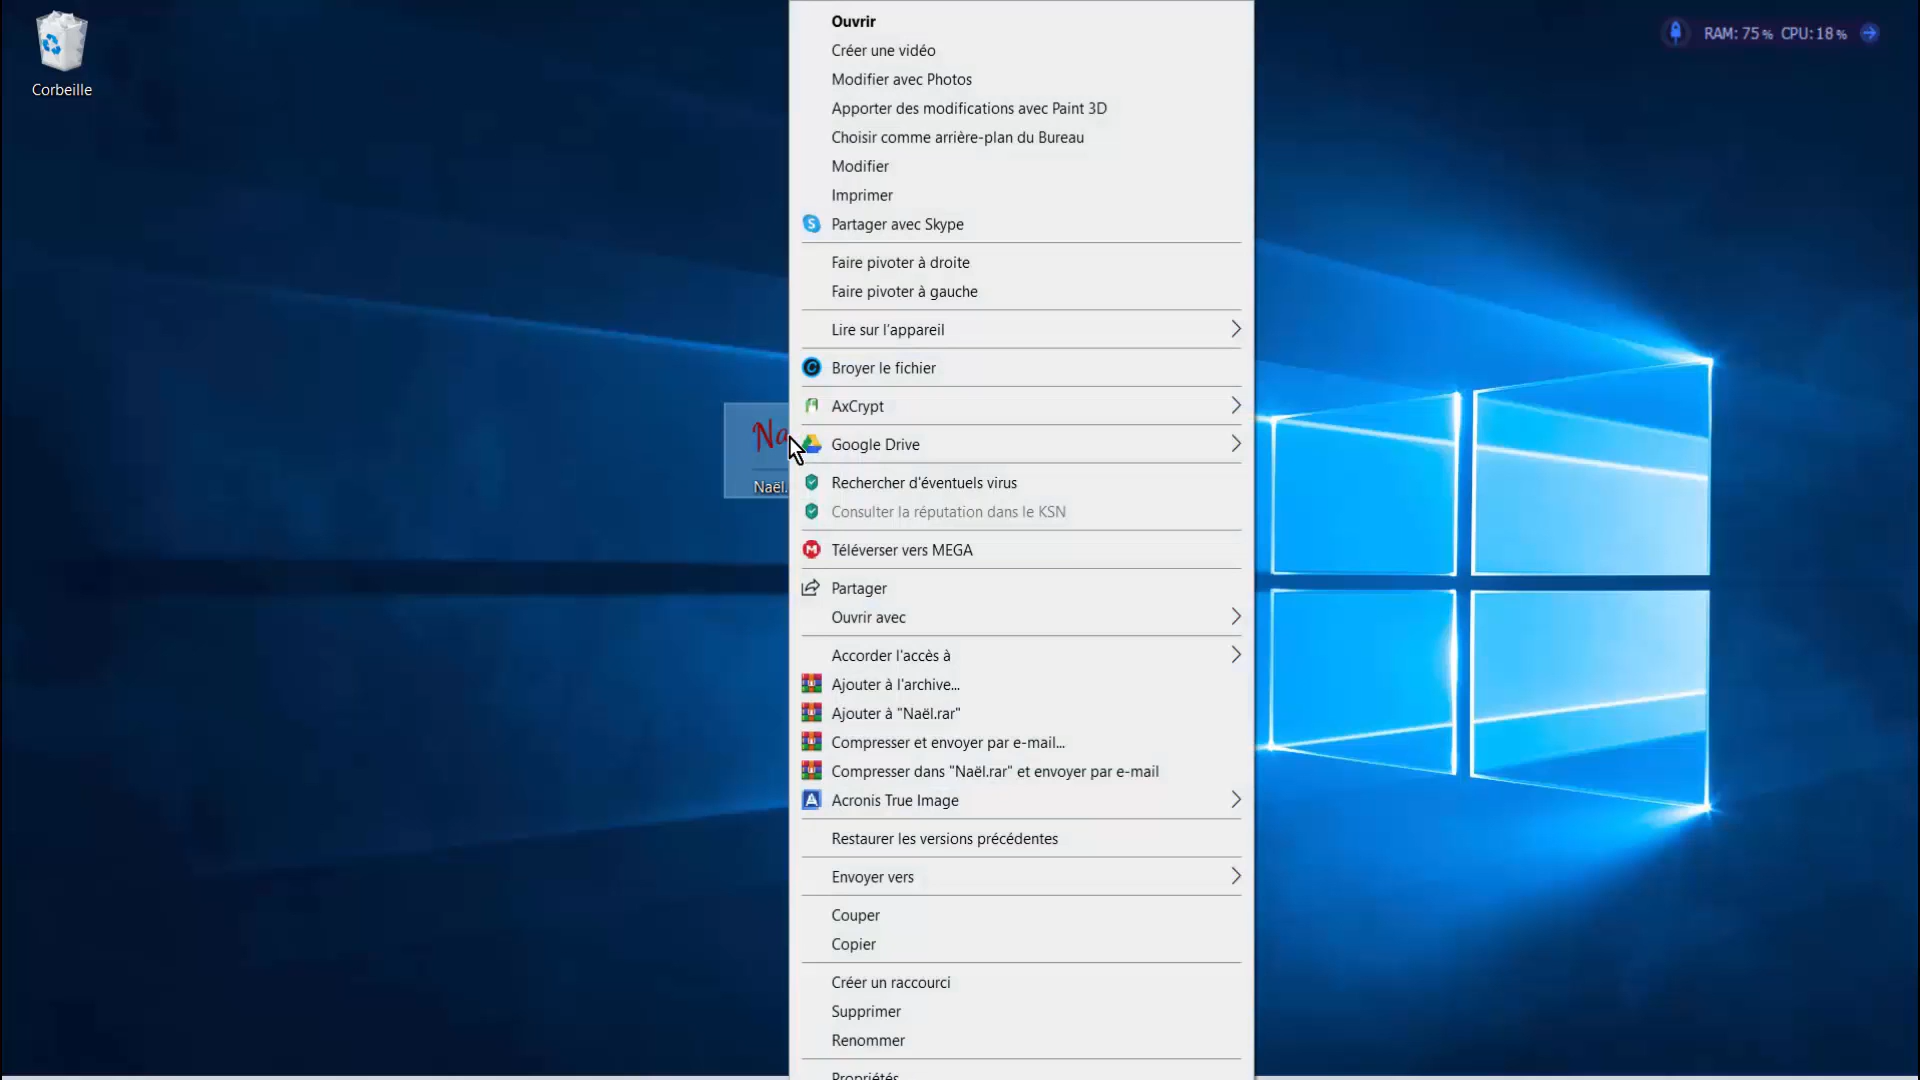 Corbeille
RAM: 75% CPU: 18%
Na
Naël.
Ouvrir
Créer une vidéo
Modifier avec Photos
Apporter des modifications avec Paint 3D
Choisir comme arrière-plan du Bureau
Modifier
Imprimer
Partager avec Skype
Faire pivoter à droite
Faire pivoter à gauche
Lire sur l'appareil
Broyer le fichier
AxCrypt
Google Drive
Rechercher d'éventuels virus
Consulter la réputation dans le KSN
Téléverser vers MEGA
Partager
Ouvrir avec
Accorder l'accès à
Ajouter à l'archive...
Ajouter à "Naël.rar"
Compresser et envoyer par e-mail...
Compresser dans "Naël.rar" et envoyer par e-mail
Acronis True Image
Restaurer les versions précédentes
Envoyer vers
Couper
Copier
Créer un raccourci
Supprimer
Renommer
Propriétés